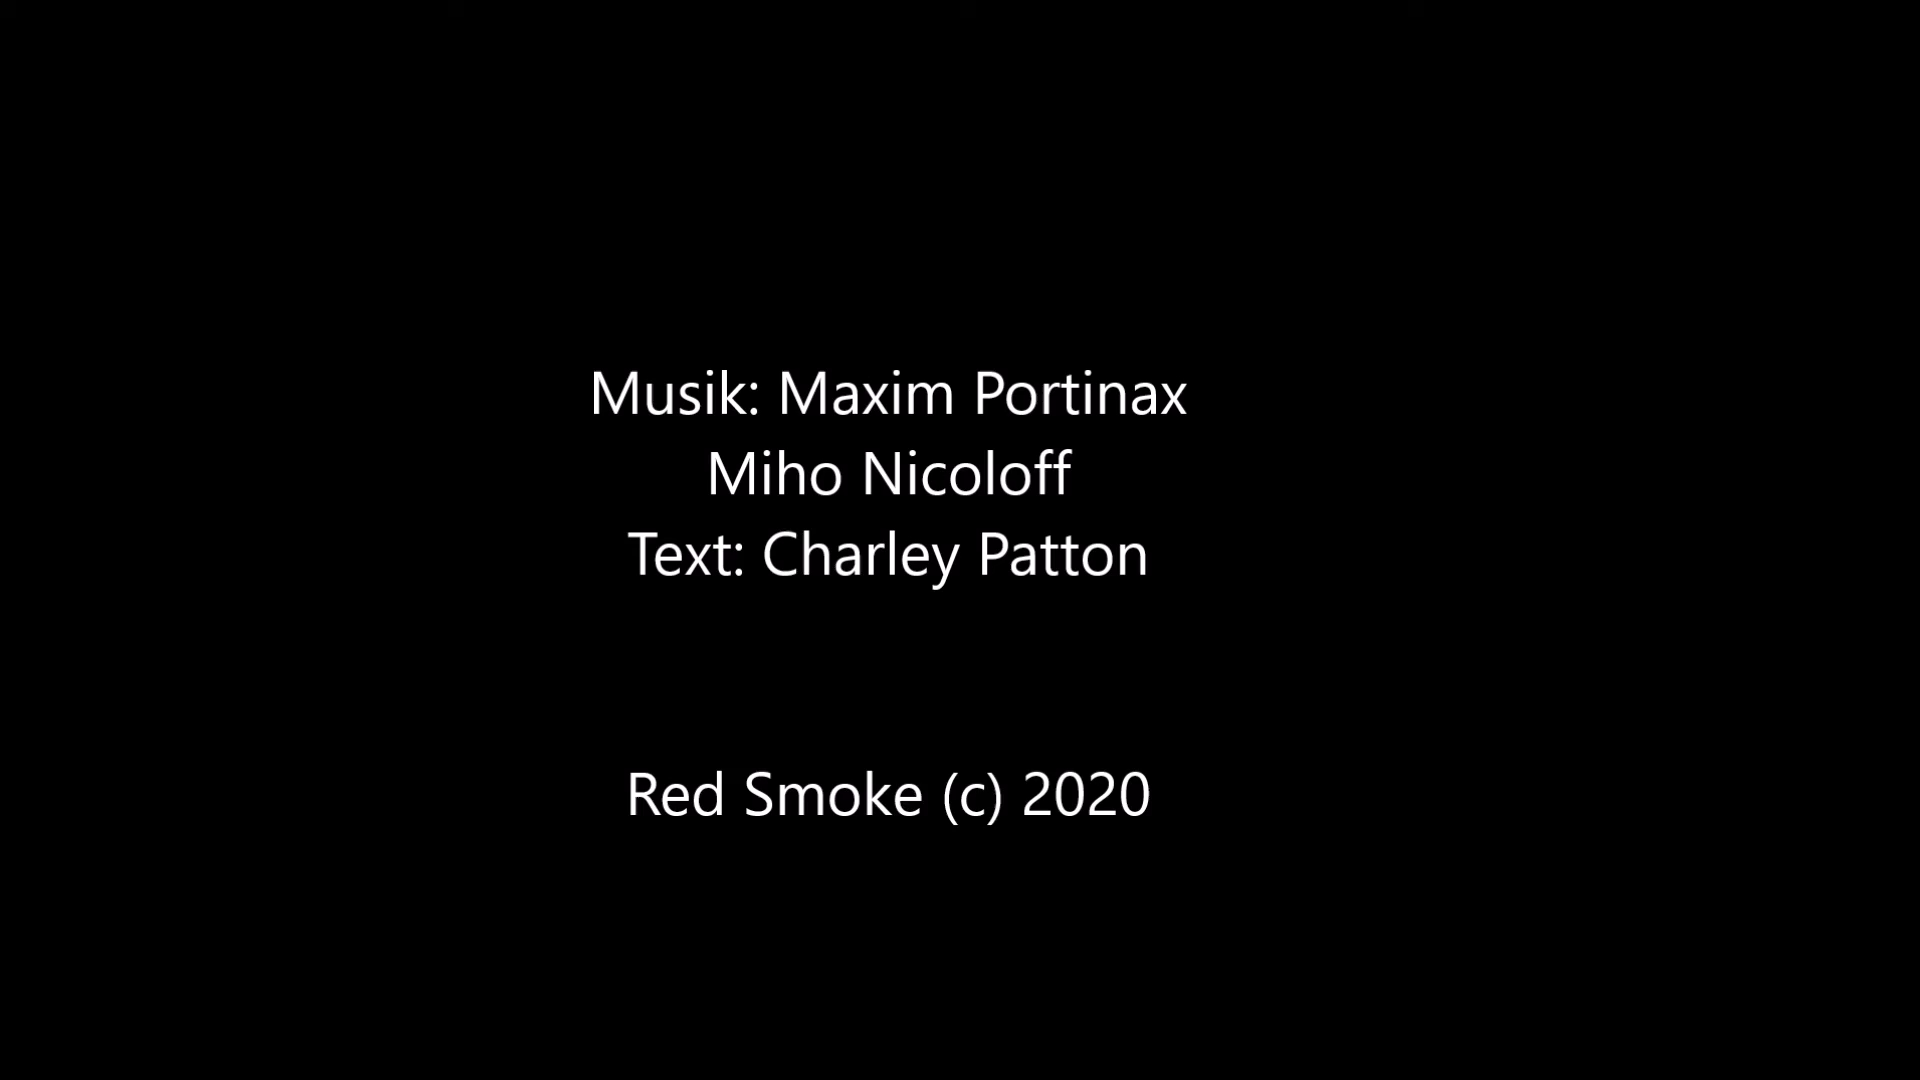 Musik: Maxim Portinax
Miho Nicoloff
Text: Charley Patton
Red Smoke (c) 2020